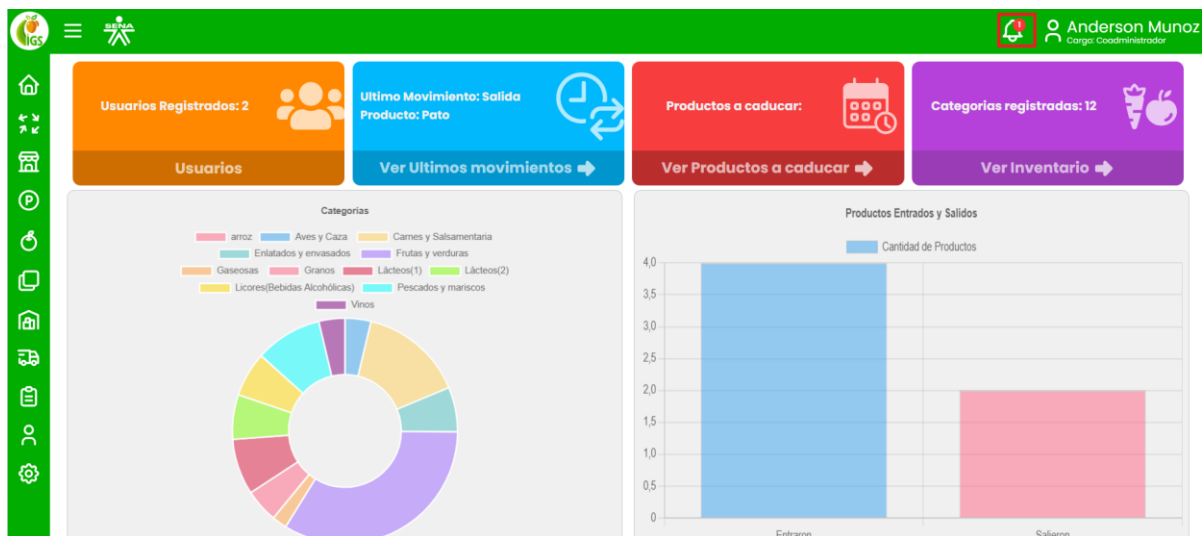 IGS
SENA
1
Anderson Munoz
Cargo: Coadministrador
Usuarios Registrados: 2
Usuarios
Ultimo Movimiento: Salida
Producto: Pato
Ver Ultimos movimientos
Productos a caducar:
Ver Productos a caducar
Categorias registradas: 12
Ver Inventario
P
Categorias
arroz Aves y Caza Carnes y Salsamentaria
Enlatados y envasados Frutas y verduras
Gaseosas Granos Lácteos(1) Lácteos(2)
Licores(Bebidas Alcohólicas) Pescados y mariscos
Vinos
Productos Entrados y Salidos
Cantidad de Productos
4,0
3,5
3,0
2,5
2,0
1,5
1,0
0,5
0
Entraron Salieron